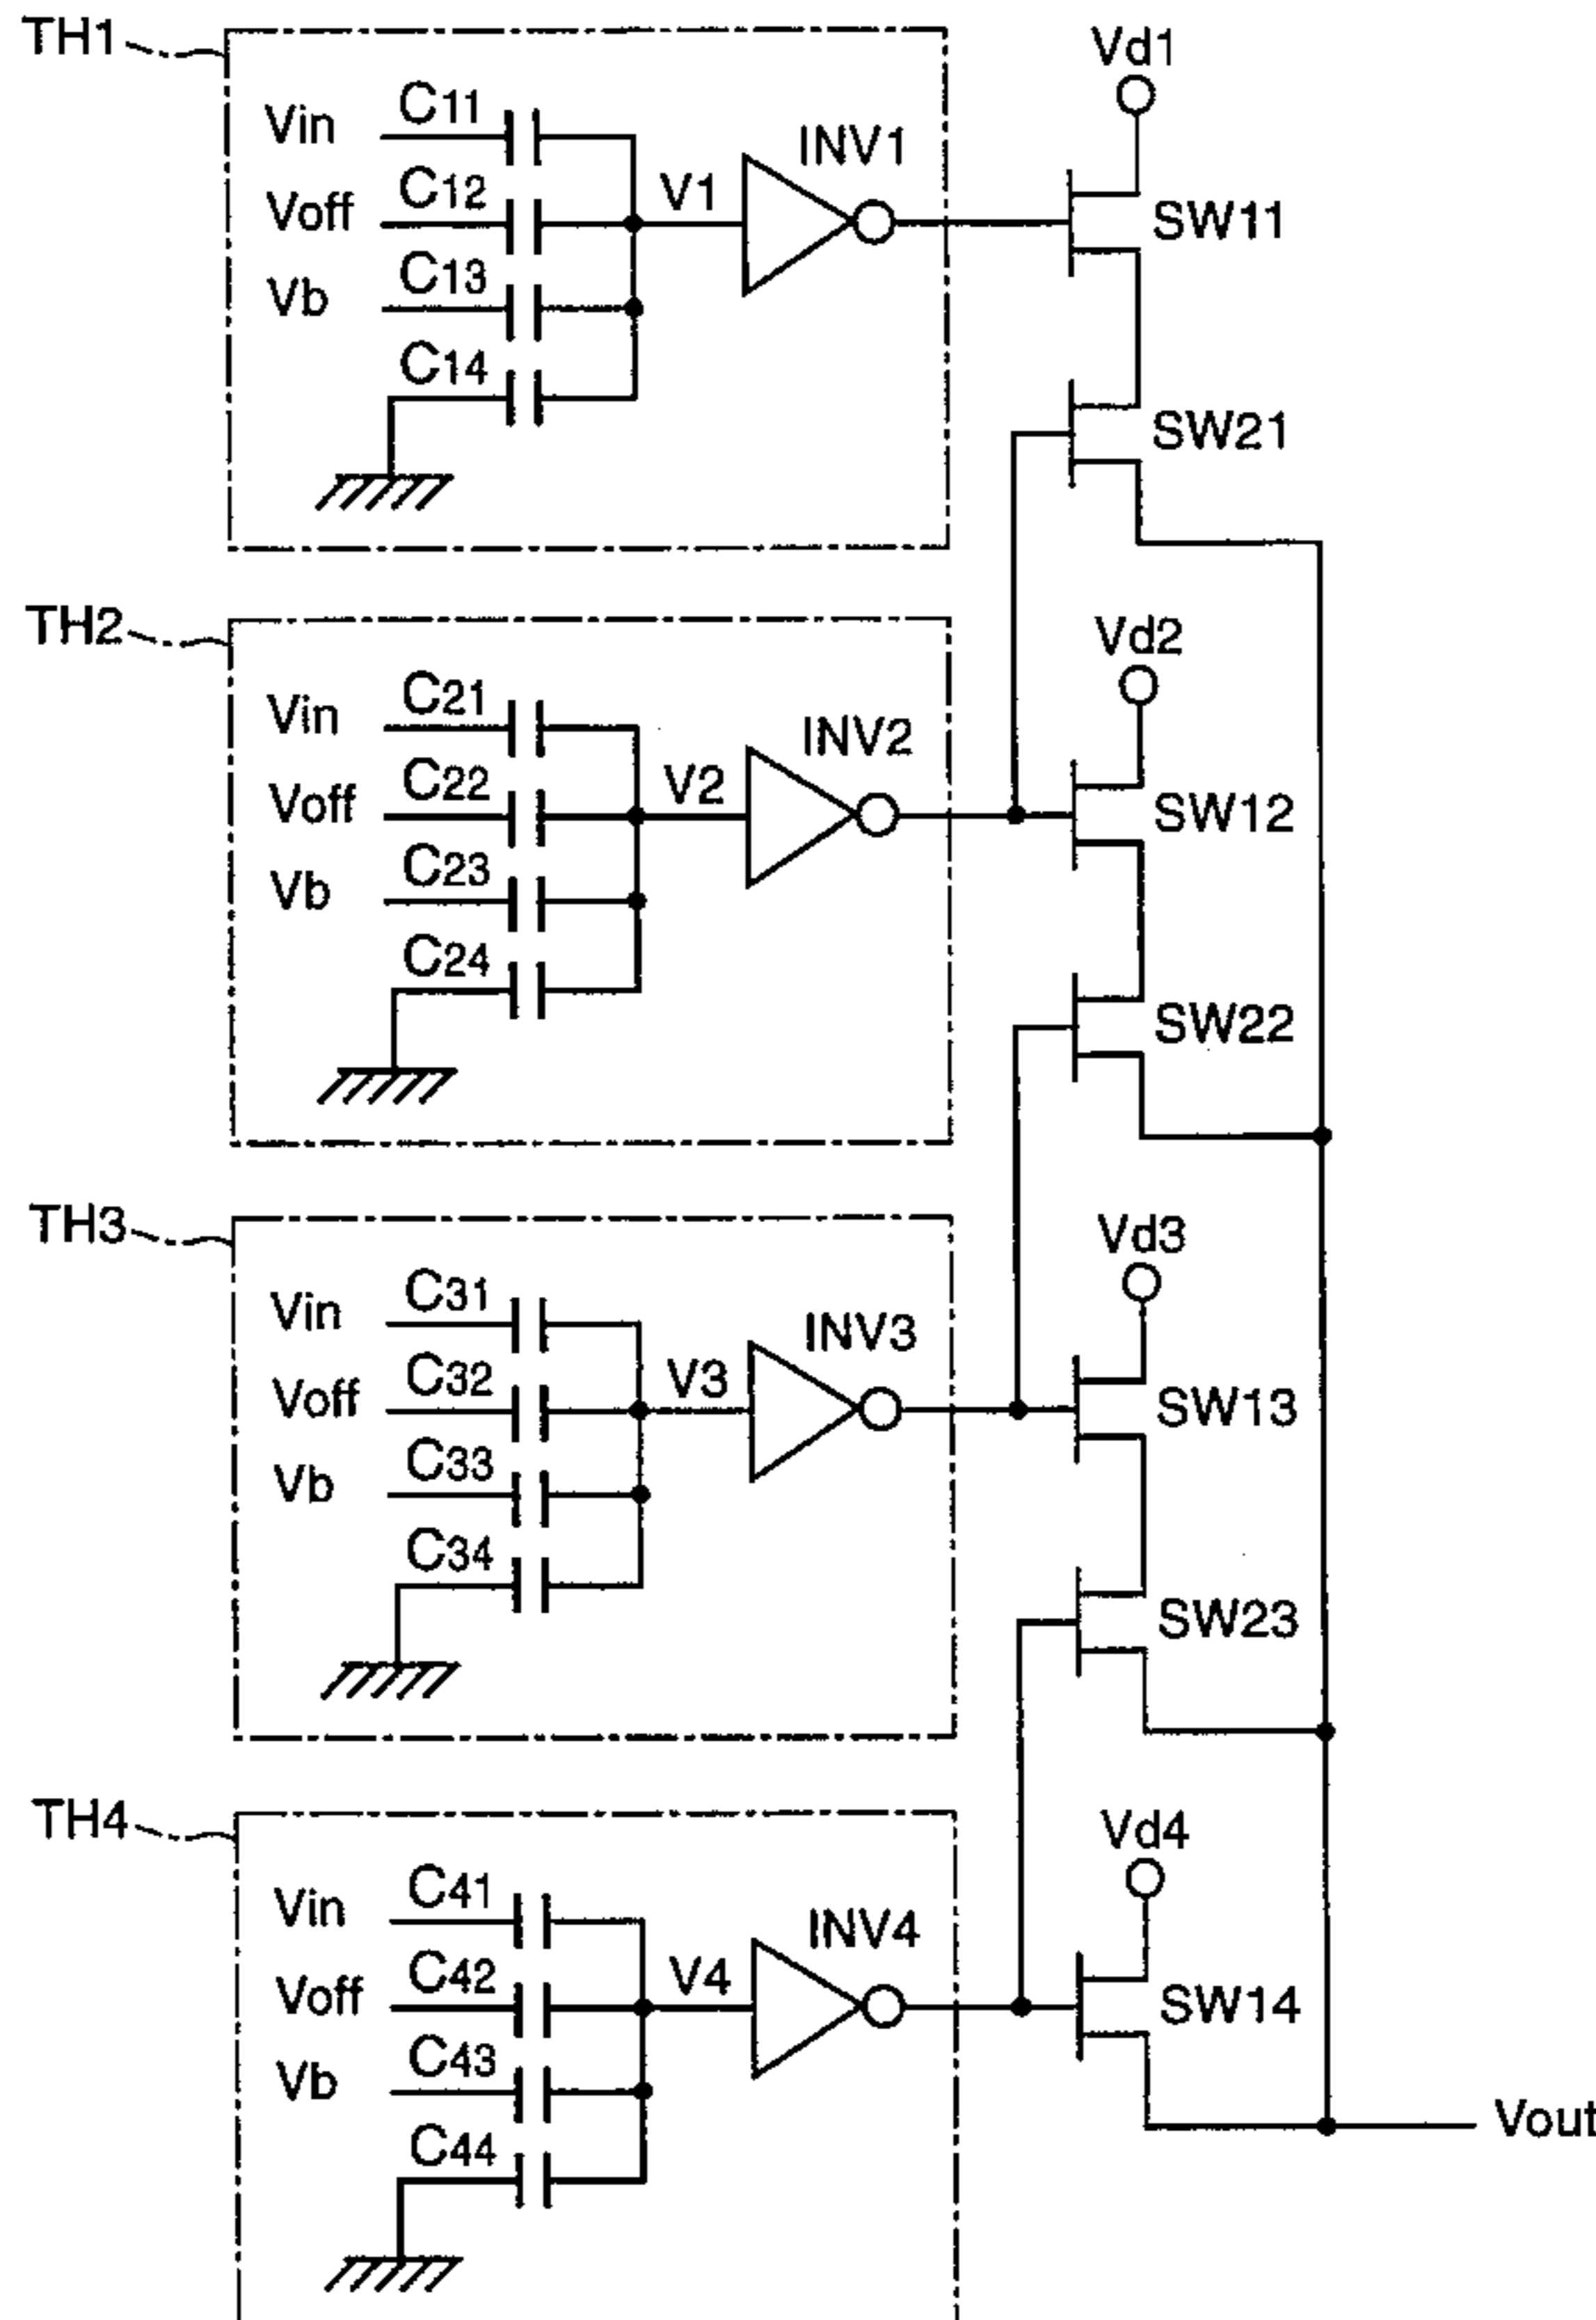 TH1
Vd1
C11
Vin
INV1
C12
Voff
V1
SW11
C13
Vb
C14
SW21
TH2
Vd2
C21
Vin
INV2
C22
Voff
V2
SW12
C23
Vb
C24
SW22
TH3
Vd3
C31
Vin
INV3
C32
Voff
V3
SW13
C33
Vb
C34
SW23
TH4
Vd4
C41
Vin
INV4
C42
Voff
V4
SW14
C43
Vb
C44
Vout